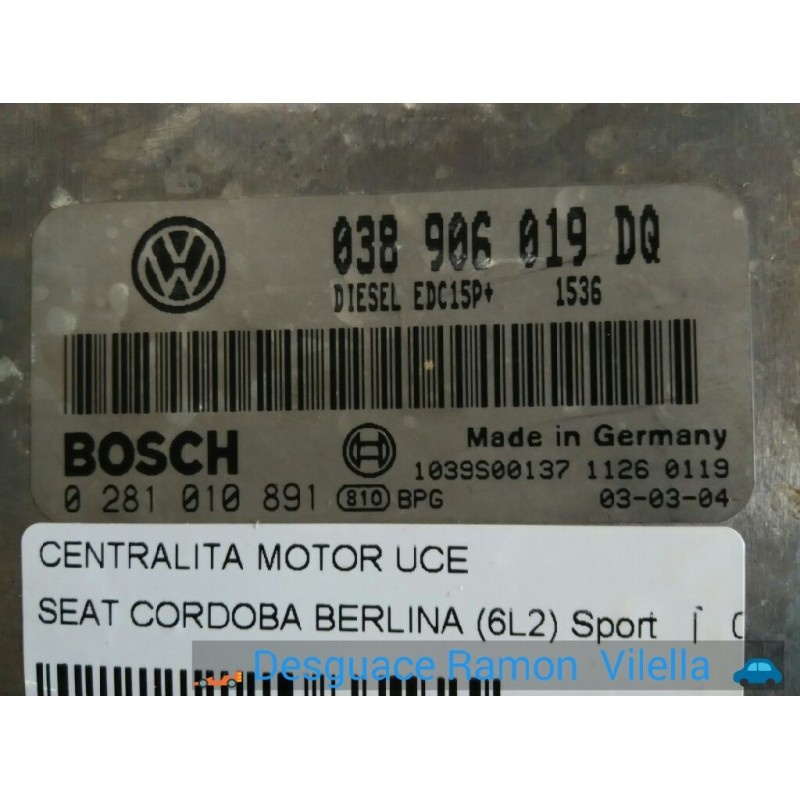 038 906 019 DQ
DIESEL EDC15P+ 1536
BOSCH
Made in Germany
1039S00137 1126 0119
0 281 010 891 810 BPG 03-03-04
CENTRALITA MOTOR UCE
SEAT CORDOBA BERLINA (6L2) Sport
Desguace Ramon Vilella